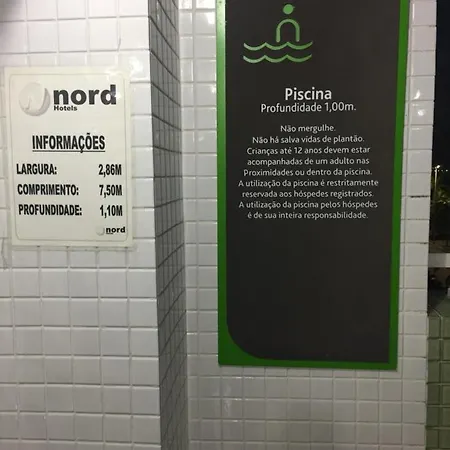 nord
Hotels
INFORMAÇÕES
LARGURA: 2,86M
COMPRIMENTO: 7,50M
PROFUNDIDADE: 1,10M
nord
Piscina
Profundidade 1,00m.
Não mergulhe.
Não há salva vidas de plantão.
Crianças até 12 anos devem estar
acompanhadas de um adulto nas
Proximidades ou dentro da piscina.
A utilização da piscina é restritamente
reservada aos hóspedes registrados.
A utilização da piscina pelos hóspedes
é de sua inteira responsabilidade.